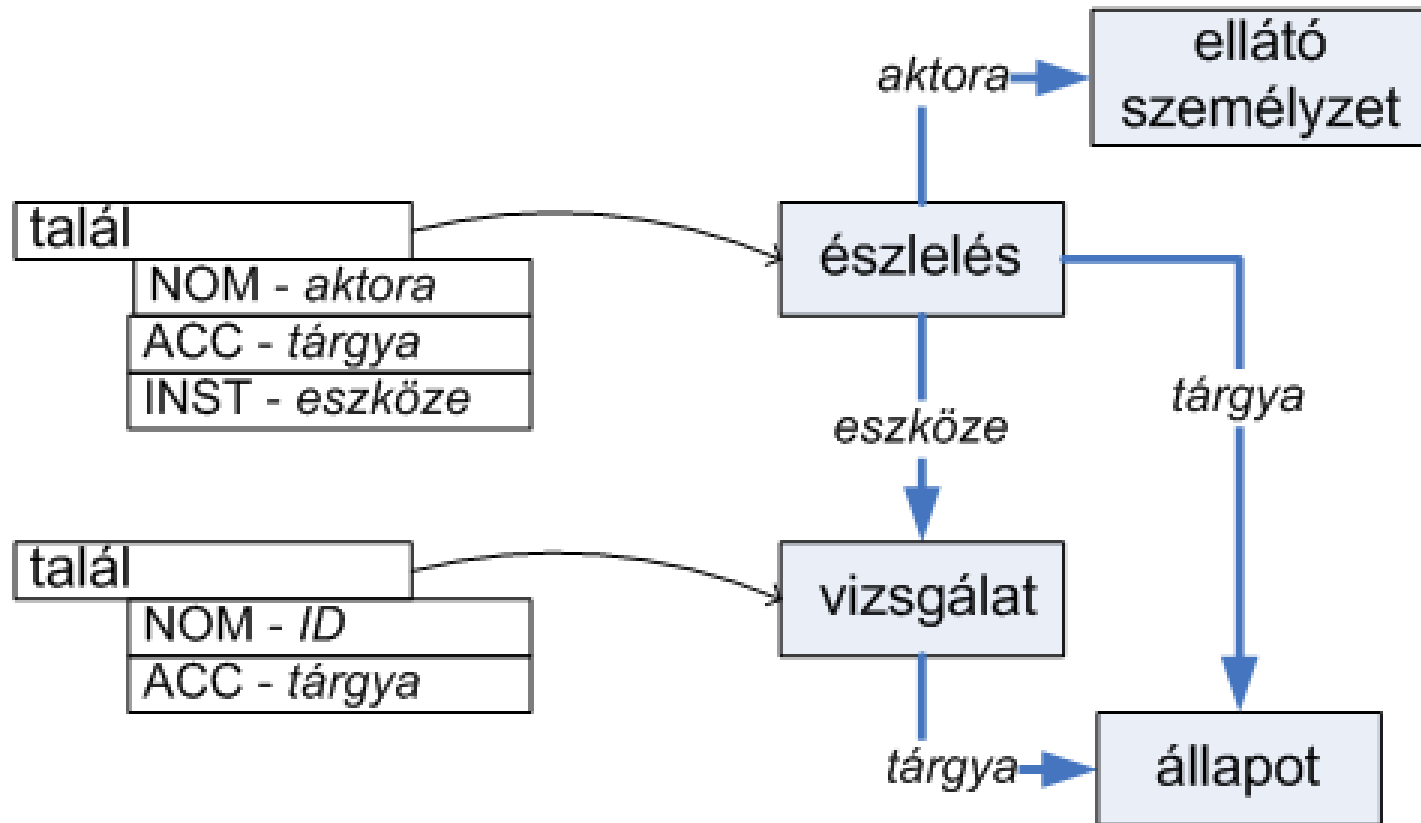 ellátó
személyzet
aktora
talál
NOM - aktora
ACC - tárgya
INST - eszköze
észlelés
eszköze
tárgya
talál
NOM - ID
ACC - tárgya
vizsgálat
tárgya
állapot